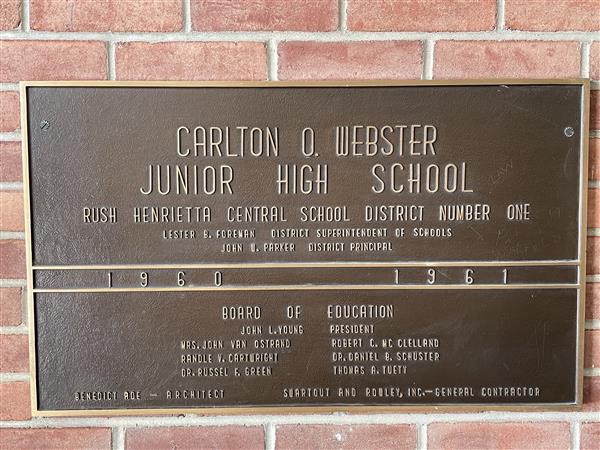 CARLTON O. WEBSTER
JUNIOR HIGH SCHOOL
RUSH HENRIETTA CENTRAL SCHOOL DISTRICT NUMBER ONE
LESTER B. FOREMAN DISTRICT SUPERINTENDENT OF SCHOOLS
JOHN W. PARKER DISTRICT PRINCIPAL
1960 1961
BOARD OF EDUCATION
JOHN L. YOUNG PRESIDENT
MRS. JOHN VAN OSTRAND ROBERT C. MC CLELLAND
RANDLE V. CARTWRIGHT DR. DANIEL B. SCHUSTER
DR. RUSSEL F. GREEN THOMAS A. TUETY
BENEDICT ADE - ARCHITECT SWARTOUT AND ROWLEY, INC. - GENERAL CONTRACTOR